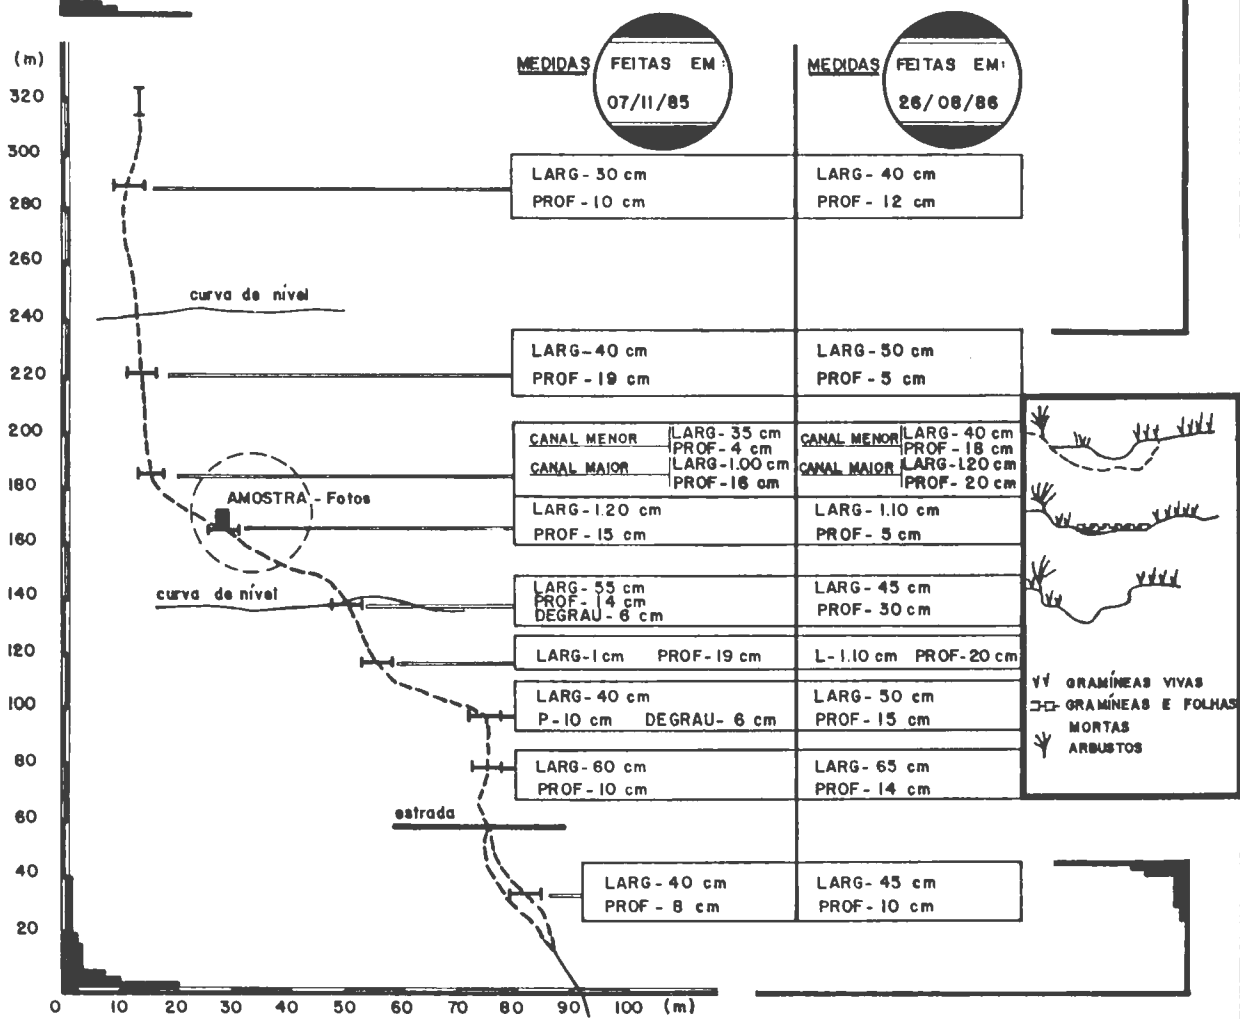 (m)
320
300
280
260
240
220
200
180
160
140
120
100
80
60
40
20
0 10 20 30 40 50 60 70 80 90 100 (m)
curva de nível
AMOSTRA - Fotos
curva de nível
estrada
MEDIDAS FEITAS EM:
07/11/85
MEDIDAS FEITAS EM:
26/08/86
LARG - 30 cm
PROF - 10 cm
LARG - 40 cm
PROF - 12 cm
LARG - 40 cm
PROF - 19 cm
LARG - 50 cm
PROF - 5 cm
CANAL MENOR LARG - 35 cm
PROF - 4 cm
CANAL MAIOR LARG - 1.00 cm
PROF - 16 cm
CANAL MENOR LARG - 40 cm
PROF - 18 cm
CANAL MAIOR LARG - 1.20 cm
PROF - 20 cm
LARG - 1.20 cm
PROF - 15 cm
LARG - 1.10 cm
PROF - 5 cm
LARG - 55 cm
PROF - 14 cm
DEGRAU - 6 cm
LARG - 45 cm
PROF - 30 cm
LARG - 1 cm PROF - 19 cm
L - 1.10 cm PROF - 20 cm
LARG - 40 cm
P - 10 cm DEGRAU - 6 cm
LARG - 50 cm
PROF - 15 cm
LARG - 60 cm
PROF - 10 cm
LARG - 65 cm
PROF - 14 cm
LARG - 40 cm
PROF - 8 cm
LARG - 45 cm
PROF - 10 cm
GRAMÍNEAS VIVAS
GRAMÍNEAS E FOLHAS
MORTAS
ARBUSTOS